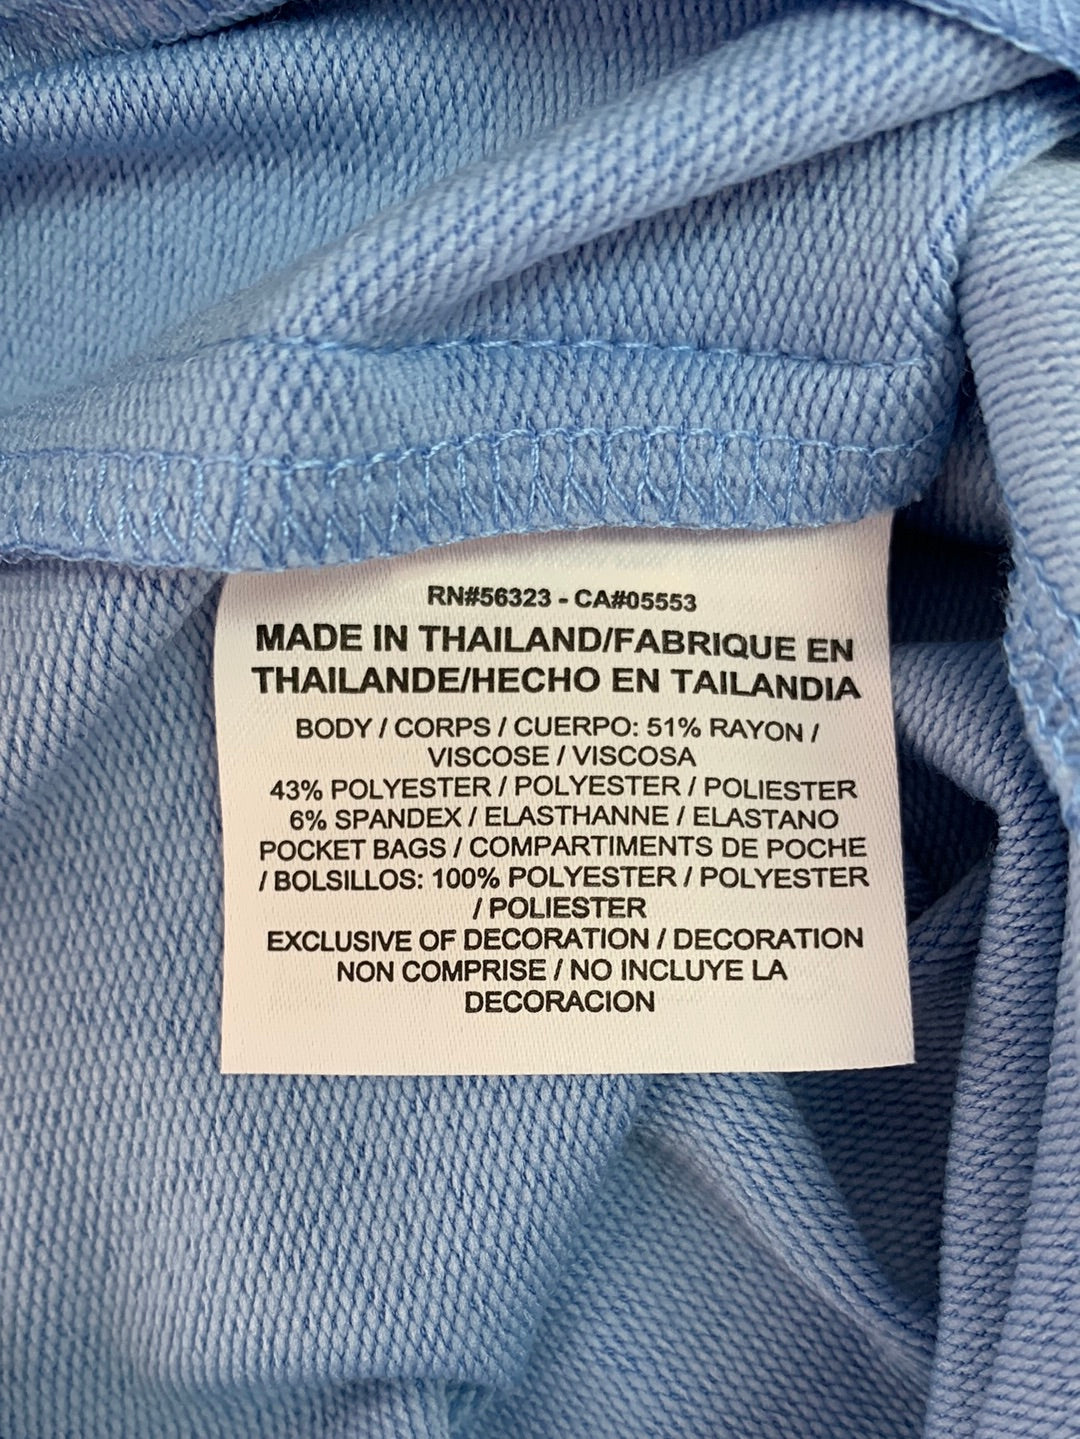 RN#56323 - CA#05553
MADE IN THAILAND/FABRIQUE EN
THAILANDE/HECHO EN TAILANDIA
BODY / CORPS / CUERPO: 51% RAYON /
VISCOSE / VISCOSA
43% POLYESTER / POLYESTER / POLIESTER
6% SPANDEX / ELASTHANNE / ELASTANO
POCKET BAGS / COMPARTIMENTS DE POCHE
/ BOLSILLOS: 100% POLYESTER / POLYESTER
/ POLIESTER
EXCLUSIVE OF DECORATION / DECORATION
NON COMPRISE / NO INCLUYE LA
DECORACION